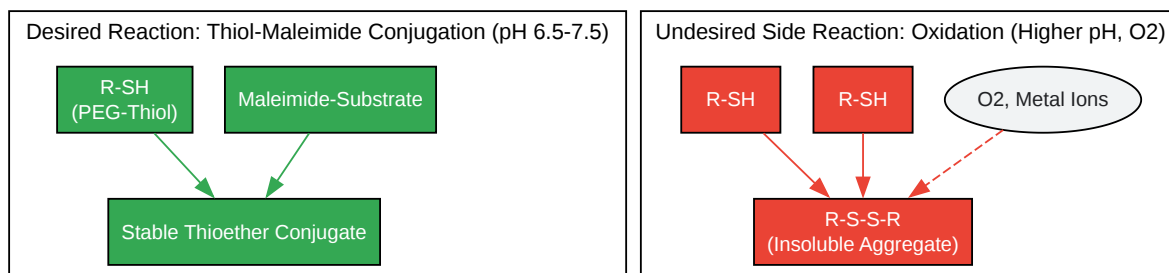 Desired Reaction: Thiol-Maleimide Conjugation (pH 6.5-7.5)
R-SH
(PEG-Thiol)
Maleimide-Substrate
Stable Thioether Conjugate
Undesired Side Reaction: Oxidation (Higher pH, O2)
R-SH
R-SH
O2, Metal Ions
R-S-S-R
(Insoluble Aggregate)